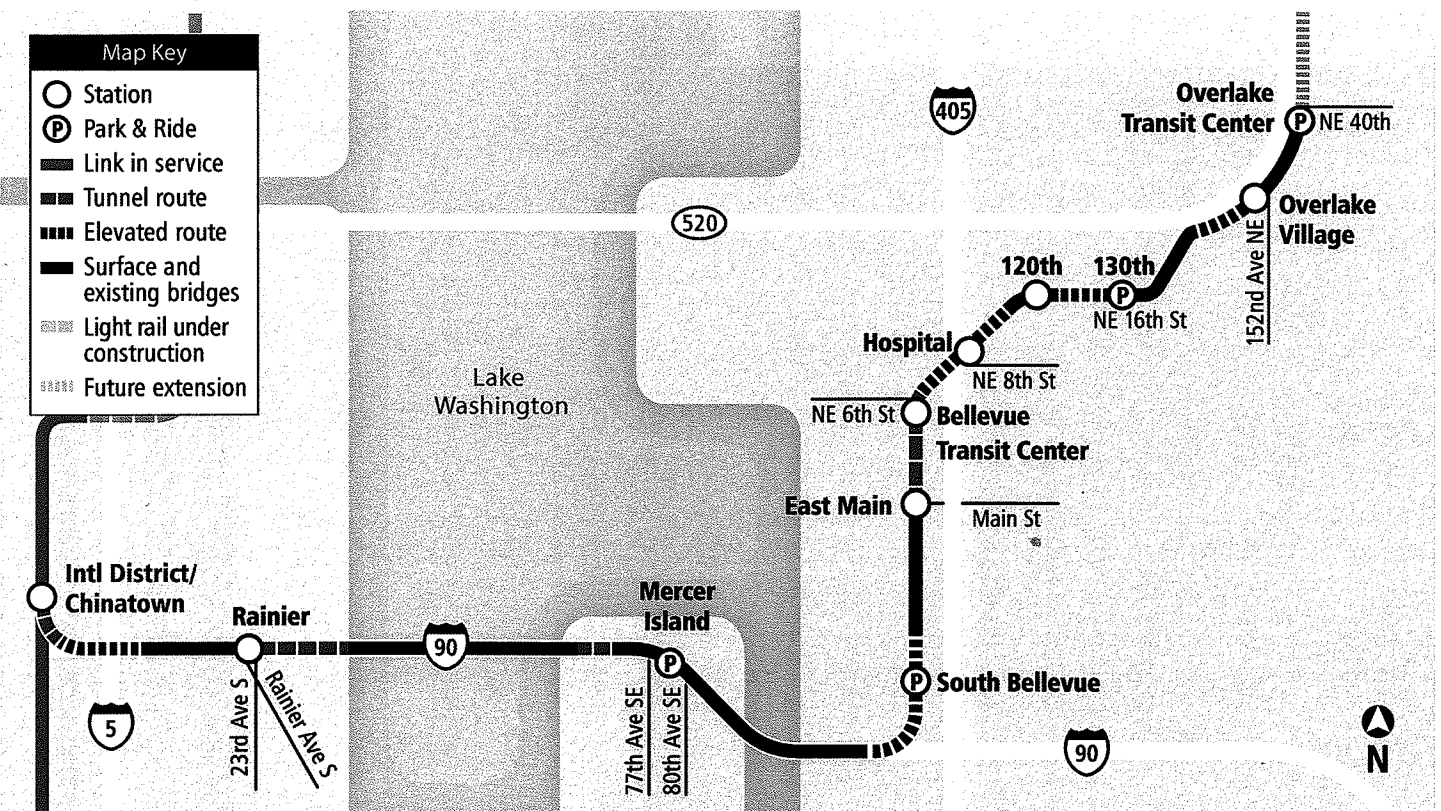 Map Key
Station
P Park & Ride
Link in service
Tunnel route
Elevated route
Surface and
existing bridges
Light rail under
construction
Future extension
405
Overlake
Transit Center
P
NE 40th
520
Overlake
Village
152nd Ave NE
120th
130th
P
NE 16th St
Hospital
NE 8th St
Lake
Washington
NE 6th St
Bellevue
Transit Center
East Main
Main St
Intl District/
Chinatown
Rainier
90
Mercer
Island
P
P
South Bellevue
5
23rd Ave S
Rainier Ave S
77th Ave SE
80th Ave SE
90
N